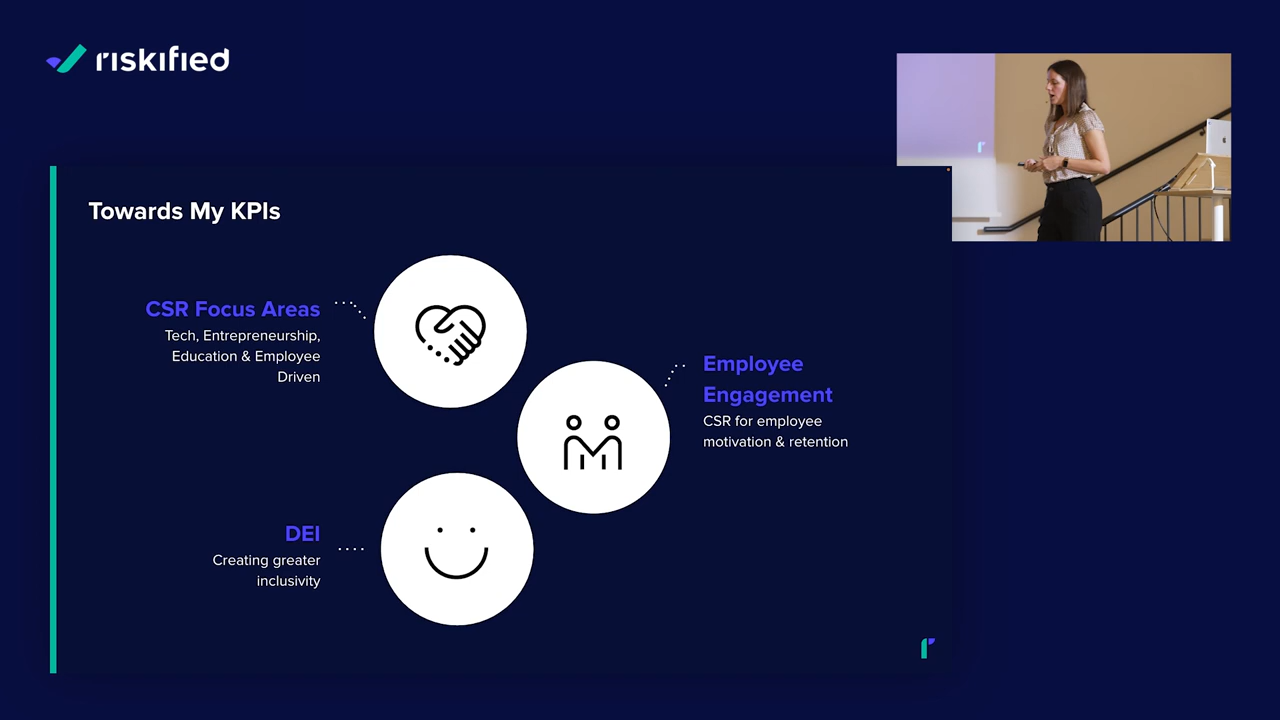 riskified
Towards My KPIs
CSR Focus Areas
Tech, Entrepreneurship,
Education & Employee
Driven
Employee
Engagement
CSR for employee
motivation & retention
DEI
Creating greater
inclusivity